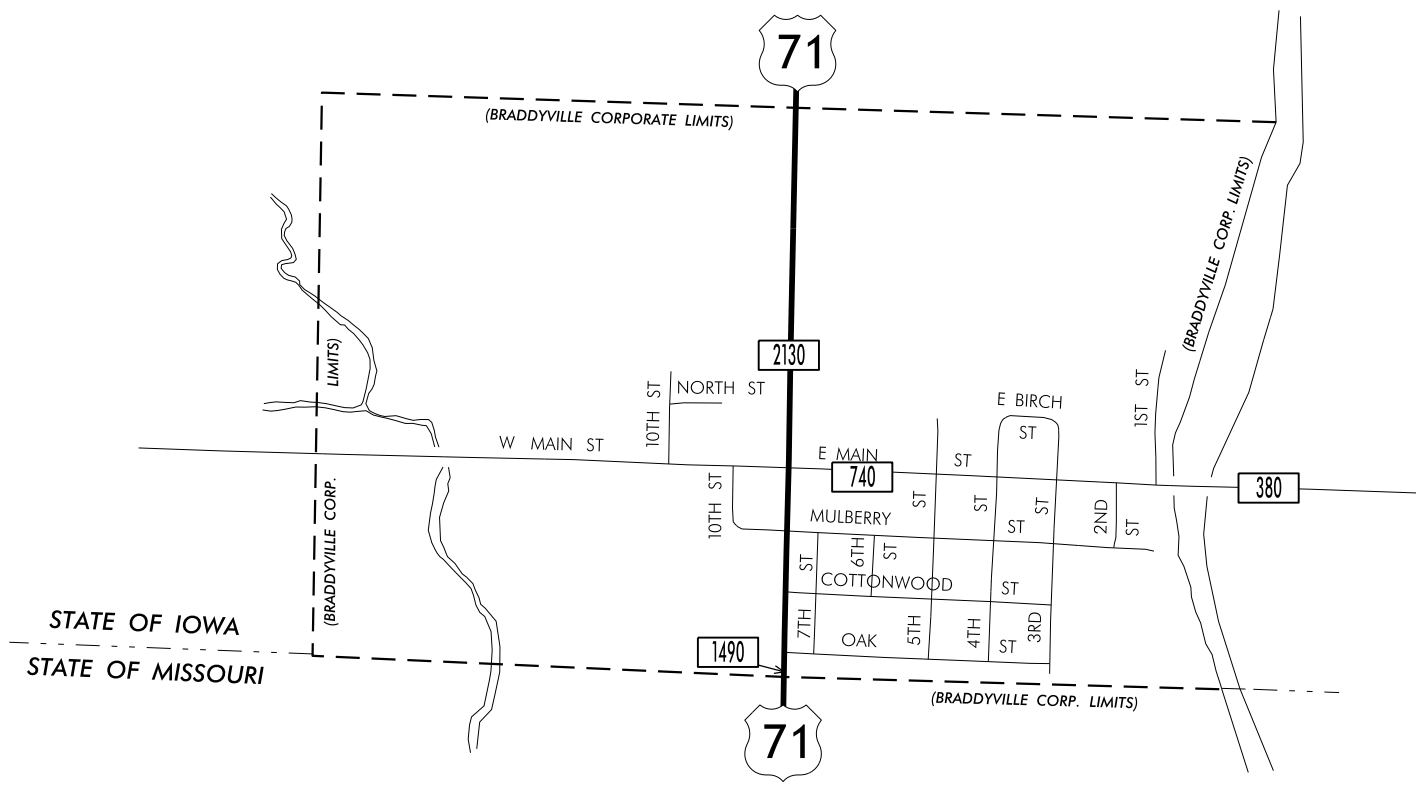 71
(BRADDYVILLE CORPORATE LIMITS)
(BRADDYVILLE CORP. LIMITS)
2130
LIMITS)
10TH ST
NORTH ST
1ST ST
E BIRCH
ST
W MAIN ST
E MAIN
ST
740
380
10TH ST
ST
ST
ST
2ND
ST
MULBERRY
ST
(BRADDYVILLE CORP.
ST
6TH
ST
COTTONWOOD
ST
7TH
5TH
4TH
3RD
OAK
ST
STATE OF IOWA
1490
STATE OF MISSOURI
(BRADDYVILLE CORP. LIMITS)
71